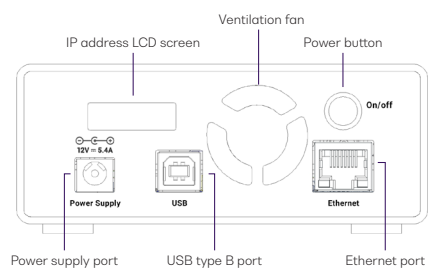 Ventilation fan
IP address LCD screen
Power button
On/off
12V⎓5.4A
Power Supply
USB
Ethernet
Power supply port
USB type B port
Ethernet port